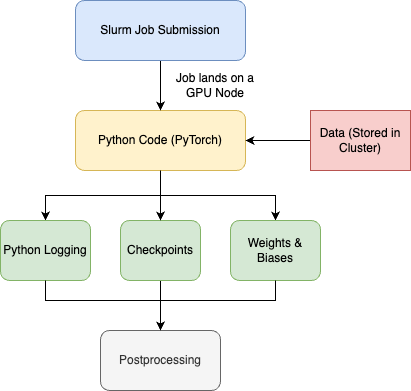 Slurm Job Submission
Job lands on a
GPU Node
Python Code (PyTorch)
Data (Stored in
Cluster)
Python Logging
Checkpoints
Weights &
Biases
Postprocessing